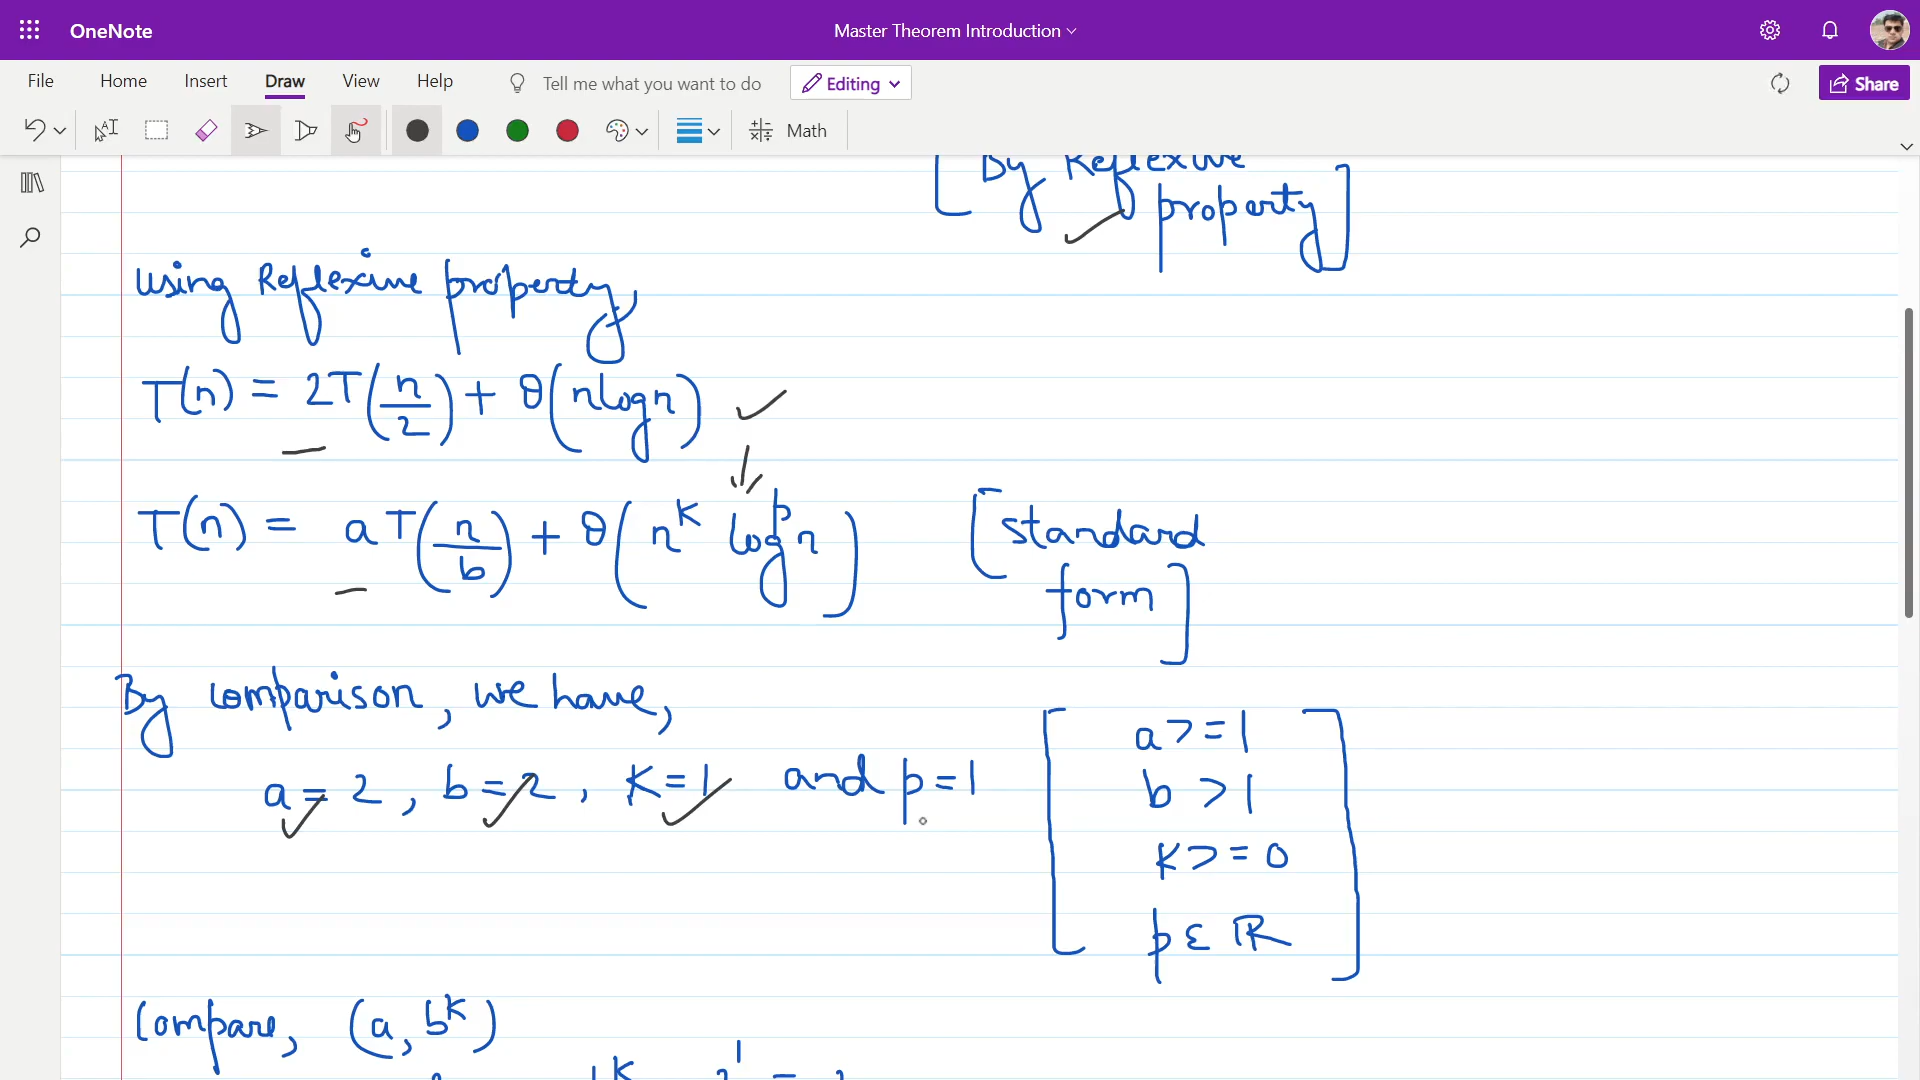 OneNote
Master Theorem Introduction
File Home Insert Draw View Help Tell me what you want to do Editing Share
Math
[By Reflexive
property]
Using Reflexive property,
T(n) = 2T(n/2) + θ(nlogn)
T(n) = aT(n/b) + θ(n^k log^p n) [standard
form]
By comparison, we have,
a = 2, b = 2, k = 1 and p = 1
a >= 1
b > 1
k >= 0
p ε ℝ
Compare, (a, b^k)